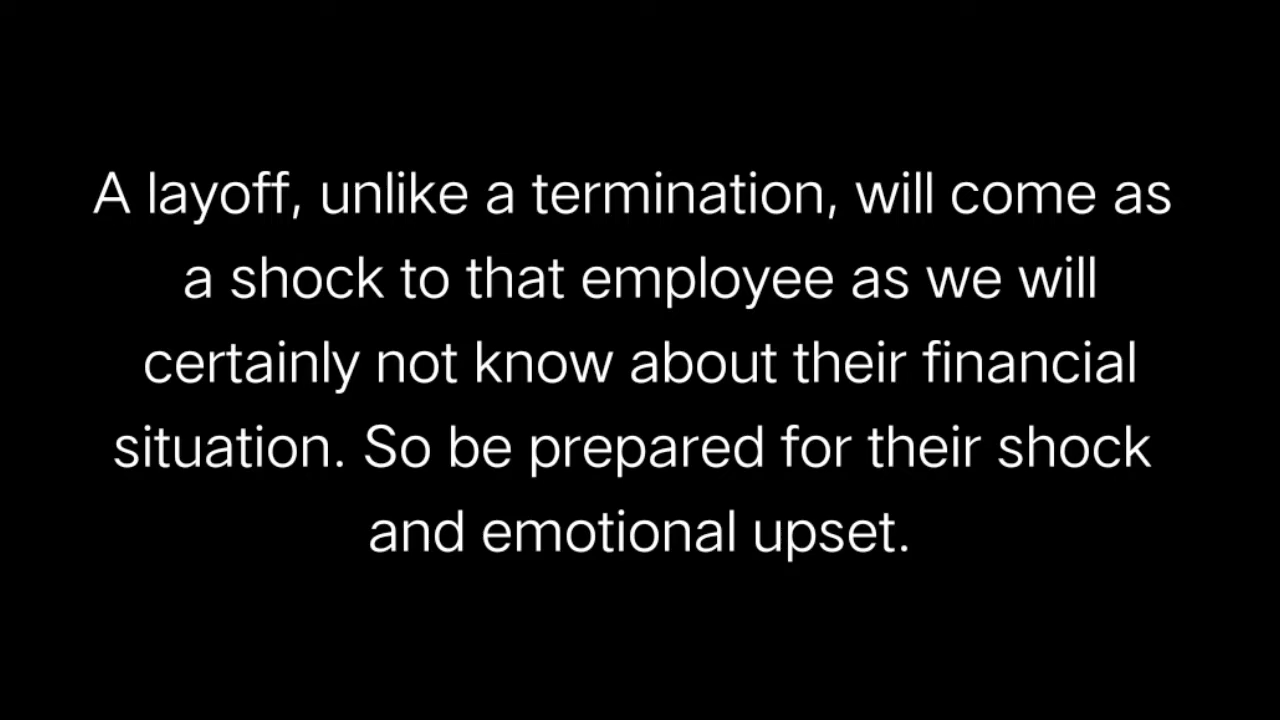 A layoff, unlike a termination, will come as
a shock to that employee as we will
certainly not know about their financial
situation. So be prepared for their shock
and emotional upset.